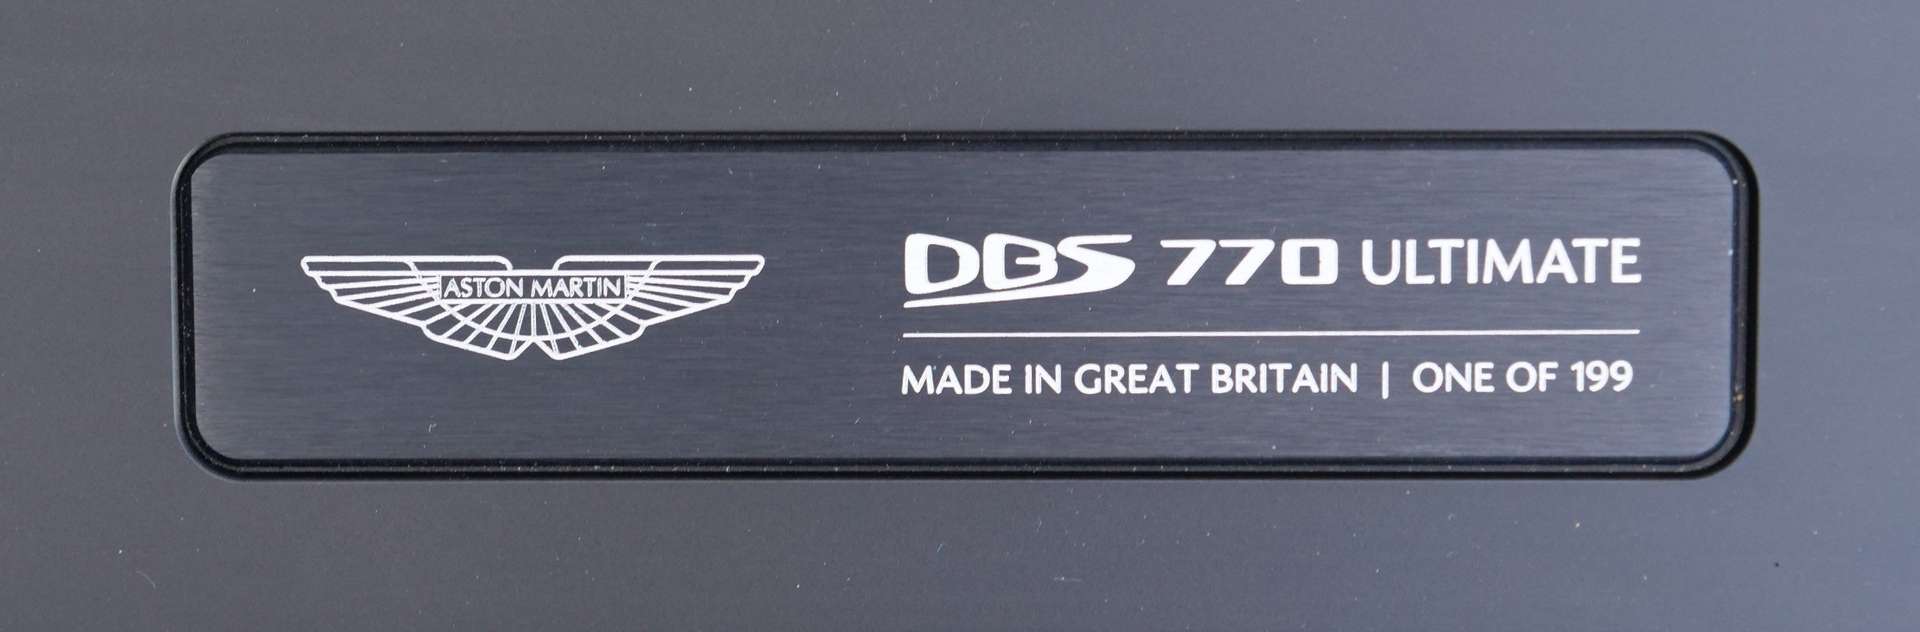 ASTON MARTIN
DBS 770 ULTIMATE
MADE IN GREAT BRITAIN | ONE OF 199